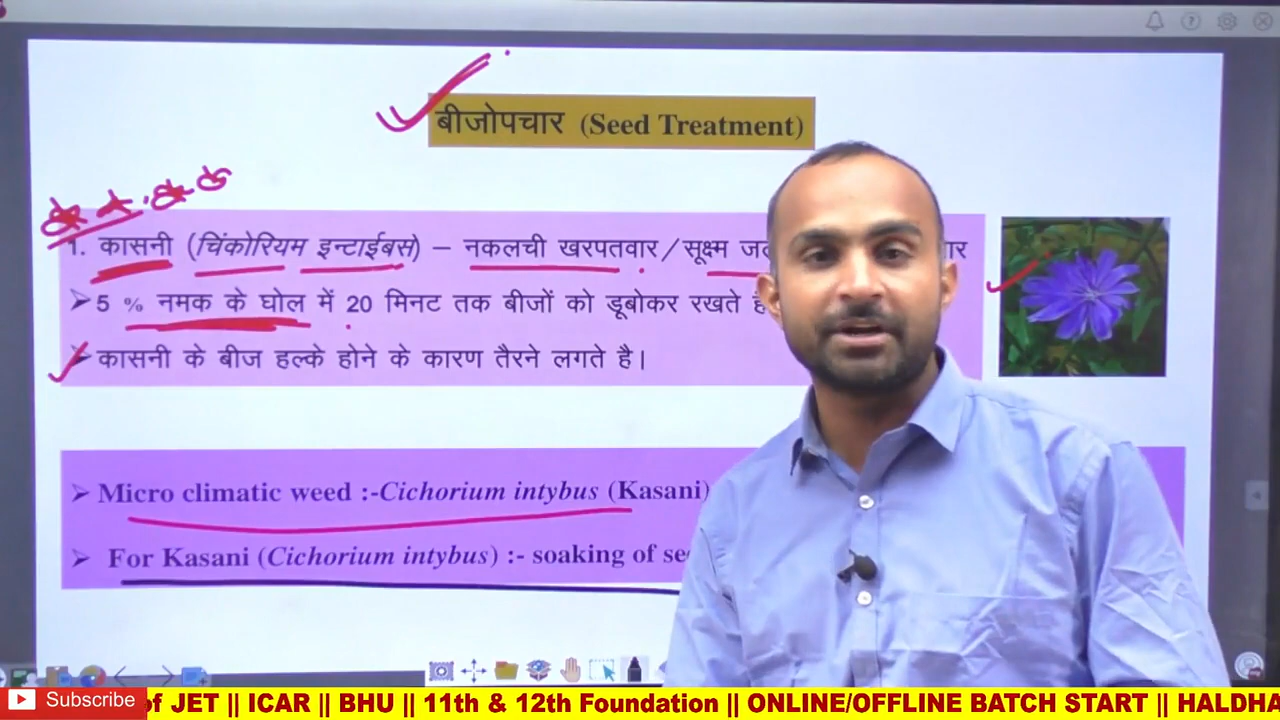 बीजोपचार (Seed Treatment)
1. कासनी (चिंकोरियम इन्टाईबस) – नकलची खरपतवार/सूक्ष्म
➢5 % नमक के घोल में 20 मिनट तक बीजों को डूबोकर रखते
➢कासनी के बीज हल्के होने के कारण तैरने लगते है।
➢ Micro climatic weed :-Cichorium intybus (Kasani)
➢ For Kasani (Cichorium intybus) :- soaking of
Subscribe of JET || ICAR || BHU || 11th & 12th Foundation || ONLINE/OFFLINE BATCH START ||